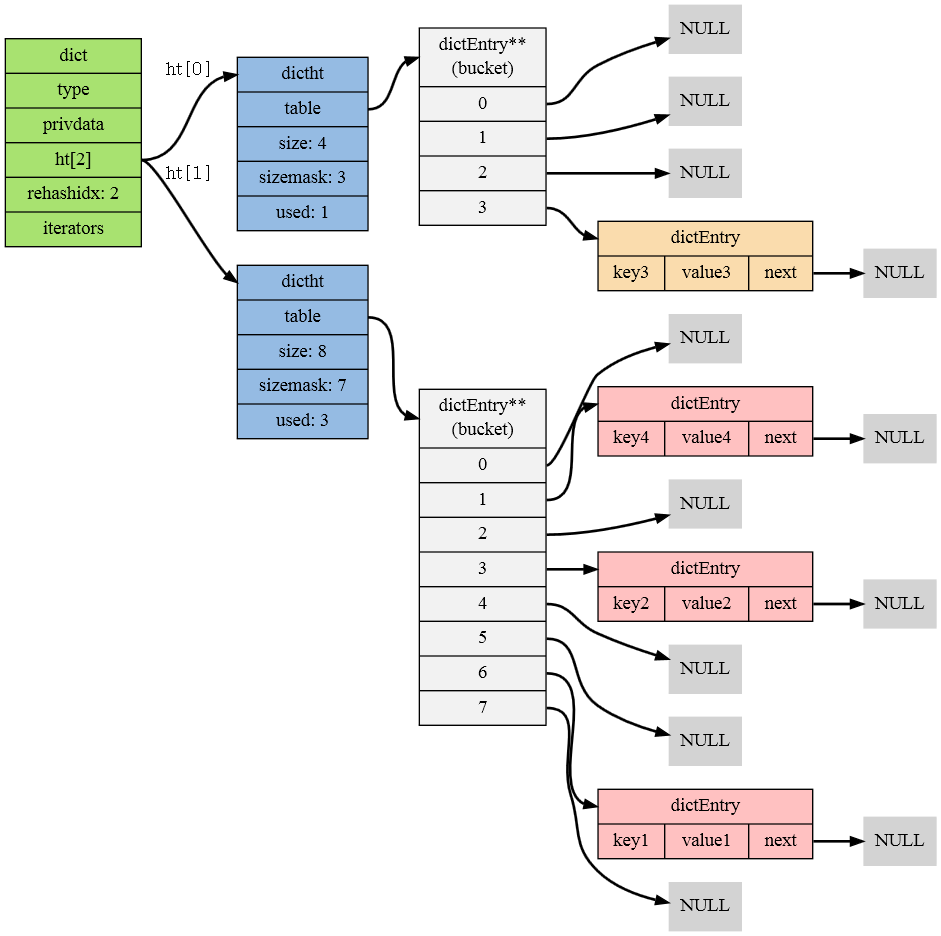 dict
type
privdata
ht[2]
rehashidx: 2
iterators
ht[0]
ht[1]
dictht
table
size: 4
sizemask: 3
used: 1
dictht
table
size: 8
sizemask: 7
used: 3
dictEntry**
(bucket)
0
1
2
3
NULL
NULL
NULL
dictEntry
key3 value3 next
NULL
dictEntry**
(bucket)
0
1
2
3
4
5
6
7
NULL
dictEntry
key4 value4 next
NULL
NULL
dictEntry
key2 value2 next
NULL
NULL
NULL
dictEntry
key1 value1 next
NULL
NULL